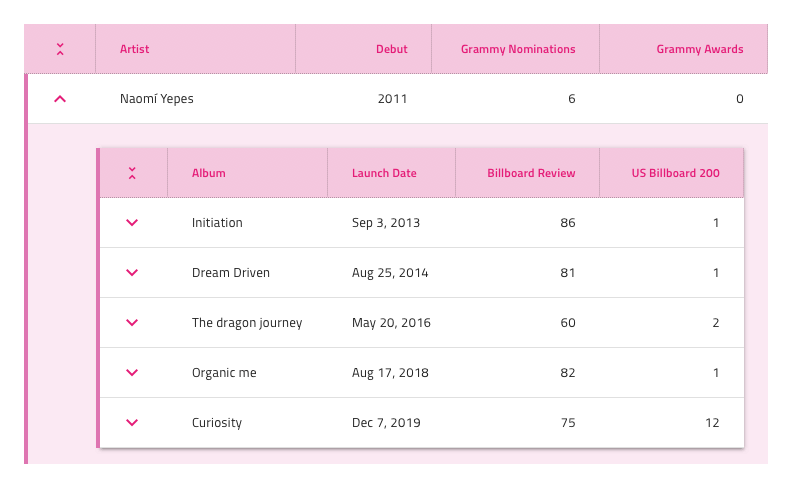 Artist Debut Grammy Nominations Grammy Awards
Naomí Yepes 2011 6 0
Album Launch Date Billboard Review US Billboard 200
Initiation Sep 3, 2013 86 1
Dream Driven Aug 25, 2014 81 1
The dragon journey May 20, 2016 60 2
Organic me Aug 17, 2018 82 1
Curiosity Dec 7, 2019 75 12